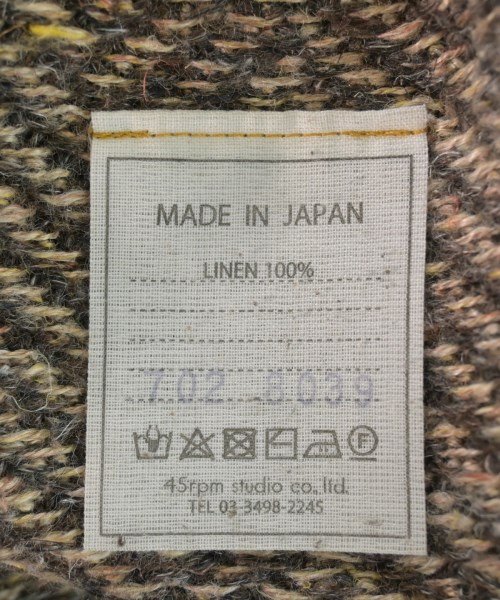 MADE IN JAPAN
LINEN 100%
702 8039
F
45rpm studio co., ltd.
TEL 03-3498-2245